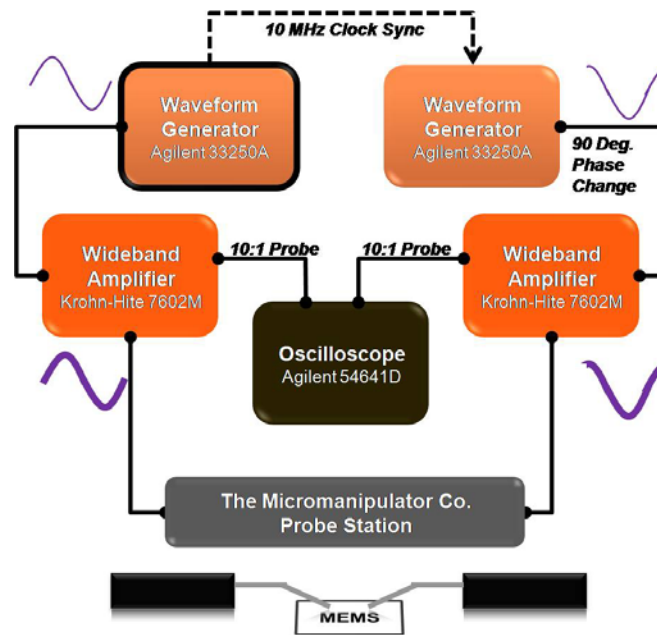 10 MHz Clock Sync
Waveform
Generator
Agilent 33250A
Waveform
Generator
Agilent 33250A
90 Deg.
Phase
Change
Wideband
Amplifier
Krohn-Hite 7602M
10:1 Probe
10:1 Probe
Wideband
Amplifier
Krohn-Hite 7602M
Oscilloscope
Agilent 54641D
The Micromanipulator Co.
Probe Station
MEMS